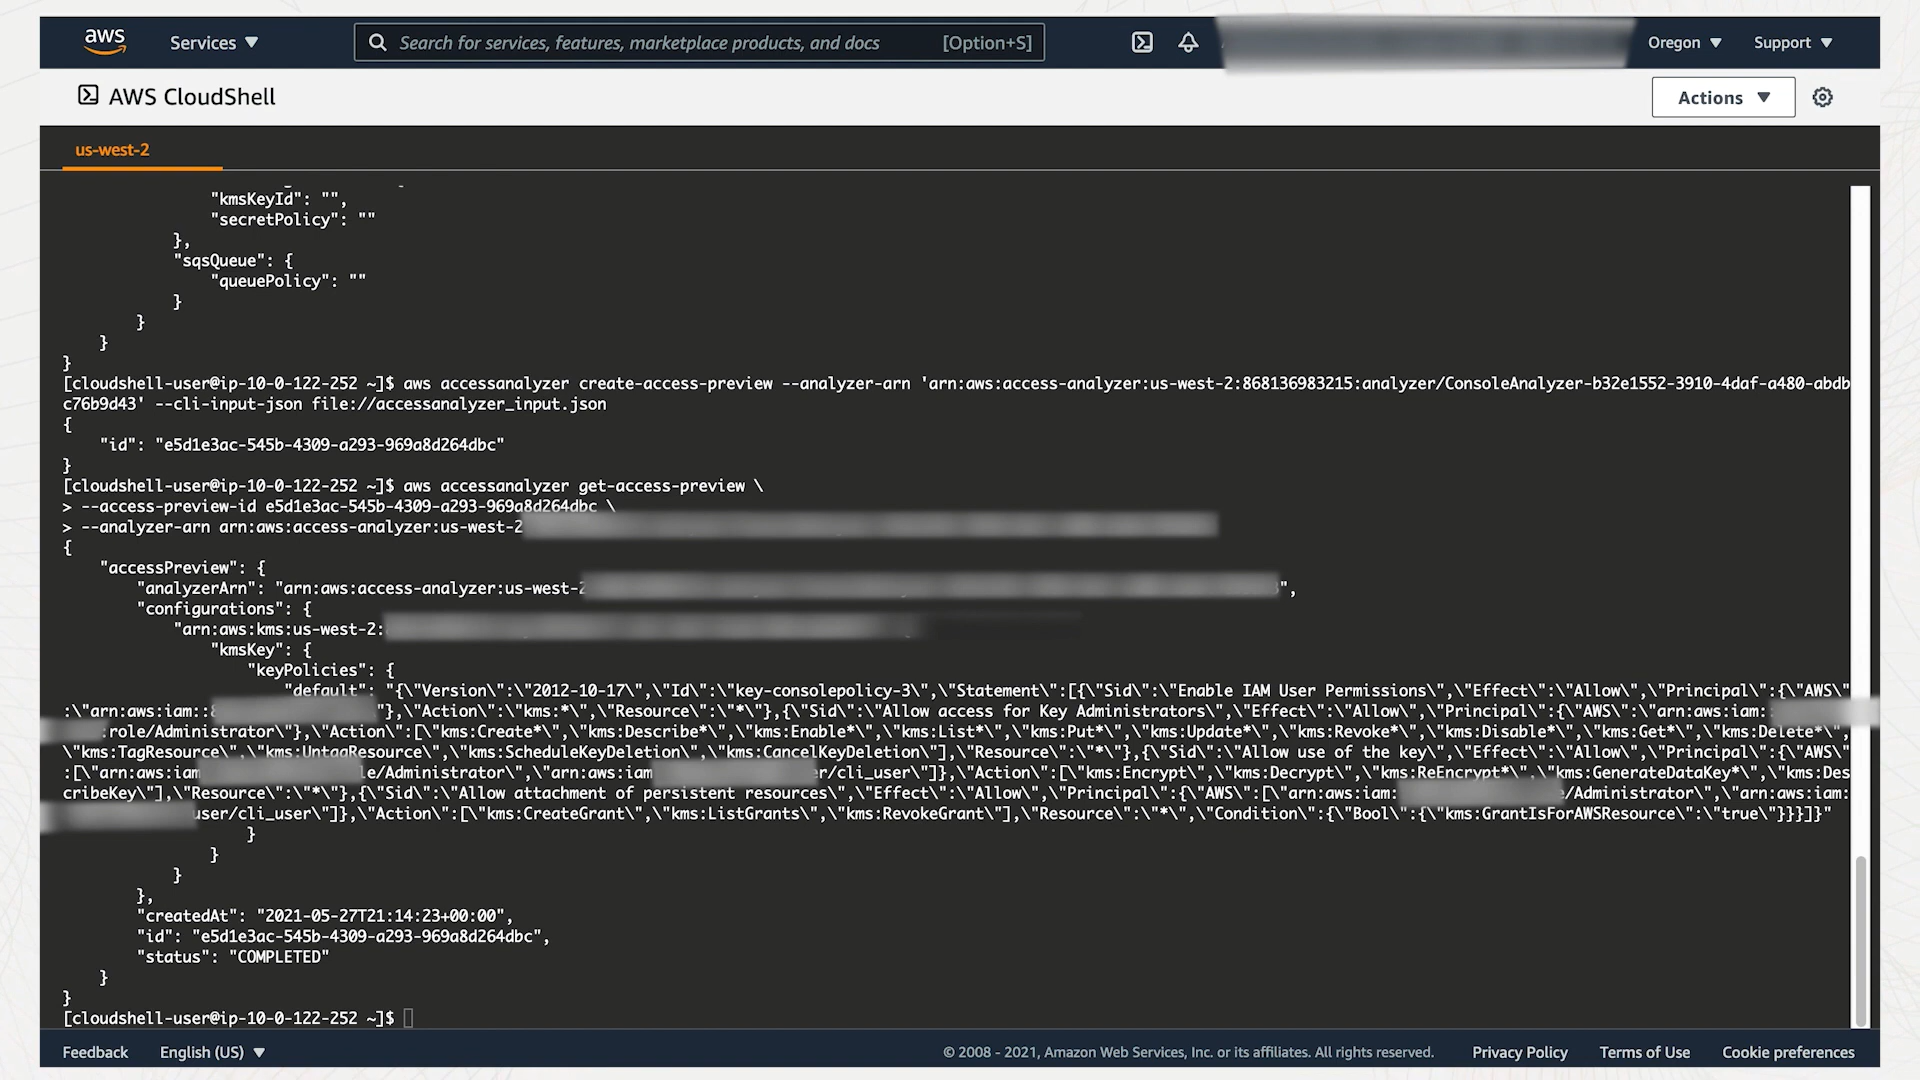 aws Services Search for services, features, marketplace products, and docs [Option+S] Oregon Support
AWS CloudShell Actions
us-west-2
"kmsKeyId": "",
"secretPolicy": ""
},
"sqsQueue": {
"queuePolicy": ""
}
}
}
}
[cloudshell-user@ip-10-0-122-252 ~]$ aws accessanalyzer create-access-preview --analyzer-arn 'arn:aws:access-analyzer:us-west-2:868136983215:analyzer/ConsoleAnalyzer-b32e1552-3910-4daf-a480-abdb
c76b9d43' --cli-input-json file://accessanalyzer_input.json
{
"id": "e5d1e3ac-545b-4309-a293-969a8d264dbc"
}
[cloudshell-user@ip-10-0-122-252 ~]$ aws accessanalyzer get-access-preview \
> --access-preview-id e5d1e3ac-545b-4309-a293-969a8d264dbc \
> --analyzer-arn arn:aws:access-analyzer:us-west-2
{
"accessPreview": {
"analyzerArn": "arn:aws:access-analyzer:us-west-2 ",
"configurations": {
"arn:aws:kms:us-west-2:
"kmsKey": {
"keyPolicies": {
"default": "{\"Version\":\"2012-10-17\",\"Id\":\"key-consolepolicy-3\",\"Statement\":[{\"Sid\":\"Enable IAM User Permissions\",\"Effect\":\"Allow\",\"Principal\":{\"AWS\"
:\"arn:aws:iam:: "},\"Action\":\"kms:*\",\"Resource\":\"*\"},{\"Sid\":\"Allow access for Key Administrators\",\"Effect\":\"Allow\",\"Principal\":{\"AWS\":\"arn:aws:iam::
:role/Administrator\"},\"Action\":[\"kms:Create*\",\"kms:Describe*\",\"kms:Enable*\",\"kms:List*\",\"kms:Put*\",\"kms:Update*\",\"kms:Revoke*\",\"kms:Disable*\",\"kms:Get*\",\"kms:Delete*\",
\"kms:TagResource\",\"kms:UntagResource\",\"kms:ScheduleKeyDeletion\",\"kms:CancelKeyDeletion\"],\"Resource\":\"*\"},{\"Sid\":\"Allow use of the key\",\"Effect\":\"Allow\",\"Principal\":{\"AWS\"
:[\"arn:aws:iam e/Administrator\",\"arn:aws:iam r/cli_user\"]},\"Action\":[\"kms:Encrypt\",\"kms:Decrypt\",\"kms:ReEncrypt*\",\"kms:GenerateDataKey*\",\"kms:Des
cribeKey\"],\"Resource\":\"*\"},{\"Sid\":\"Allow attachment of persistent resources\",\"Effect\":\"Allow\",\"Principal\":{\"AWS\":[\"arn:aws:iam: /Administrator\",\"arn:aws:iam:
user/cli_user\"]},\"Action\":[\"kms:CreateGrant\",\"kms:ListGrants\",\"kms:RevokeGrant\"],\"Resource\":\"*\",\"Condition\":{\"Bool\":{\"kms:GrantIsForAWSResource\":\"true\"}}}]}"
}
}
}
},
"createdAt": "2021-05-27T21:14:23+00:00",
"id": "e5d1e3ac-545b-4309-a293-969a8d264dbc",
"status": "COMPLETED"
}
}
[cloudshell-user@ip-10-0-122-252 ~]$
Feedback English (US) © 2008 - 2021, Amazon Web Services, Inc. or its affiliates. All rights reserved. Privacy Policy Terms of Use Cookie preferences